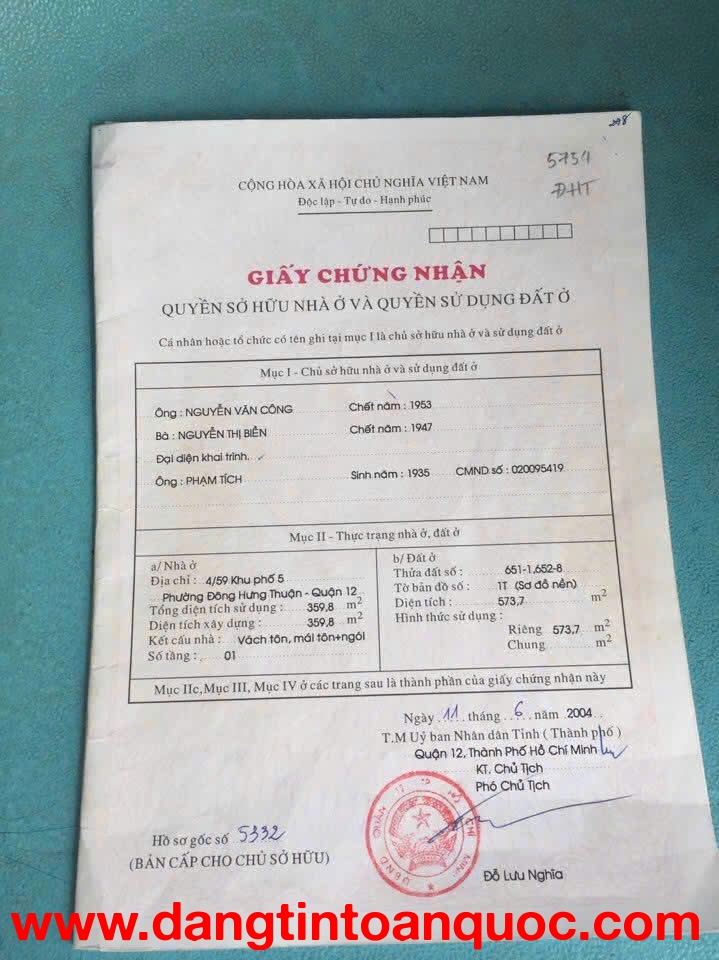 298
5754
ĐHT
CỘNG HÒA XÃ HỘI CHỦ NGHĨA VIỆT NAM
Độc lập - Tự do - Hạnh phúc
GIẤY CHỨNG NHẬN
QUYỀN SỞ HỮU NHÀ Ở VÀ QUYỀN SỬ DỤNG ĐẤT Ở
Cá nhân hoặc tổ chức có tên ghi tại mục I là chủ sở hữu nhà ở và sử dụng đất ở
Mục I - Chủ sở hữu nhà ở và sử dụng đất ở
Ông : NGUYỄN VĂN CÔNG Chết năm : 1953
Bà : NGUYỄN THỊ BIỀN Chết năm : 1947
Đại diện khai trình.
Ông : PHẠM TÍCH Sinh năm : 1935 CMND số : 020095419
Mục II - Thực trạng nhà ở, đất ở
a/ Nhà ở
Địa chỉ : 4/59 Khu phố 5
Phường Đông Hưng Thuận - Quận 12
Tổng diện tích sử dụng : 359,8 m2
Diện tích xây dựng : 359,8 m2
Kết cấu nhà : Vách tôn, mái tôn+ngói
Số tầng : 01
b/ Đất ở
Thửa đất số : 651-1,652-8
Tờ bản đồ số : 1T (Sơ đồ nền)
Diện tích : 573,7 m2
Hình thức sử dụng :
Riêng 573,7 m2
Chung m2
Mục IIc,Mục III, Mục IV ở các trang sau là thành phần của giấy chứng nhận này
Ngày 11 tháng 6 năm 2004
T.M Uỷ ban Nhân dân Tỉnh ( Thành phố )
Quận 12, Thành Phố Hồ Chí Minh
KT. Chủ Tịch
Phó Chủ Tịch
Hồ sơ gốc số 5332
(BẢN CẤP CHO CHỦ SỞ HỮU)
Đỗ Lưu Nghĩa
www.dangtintoanquoc.com